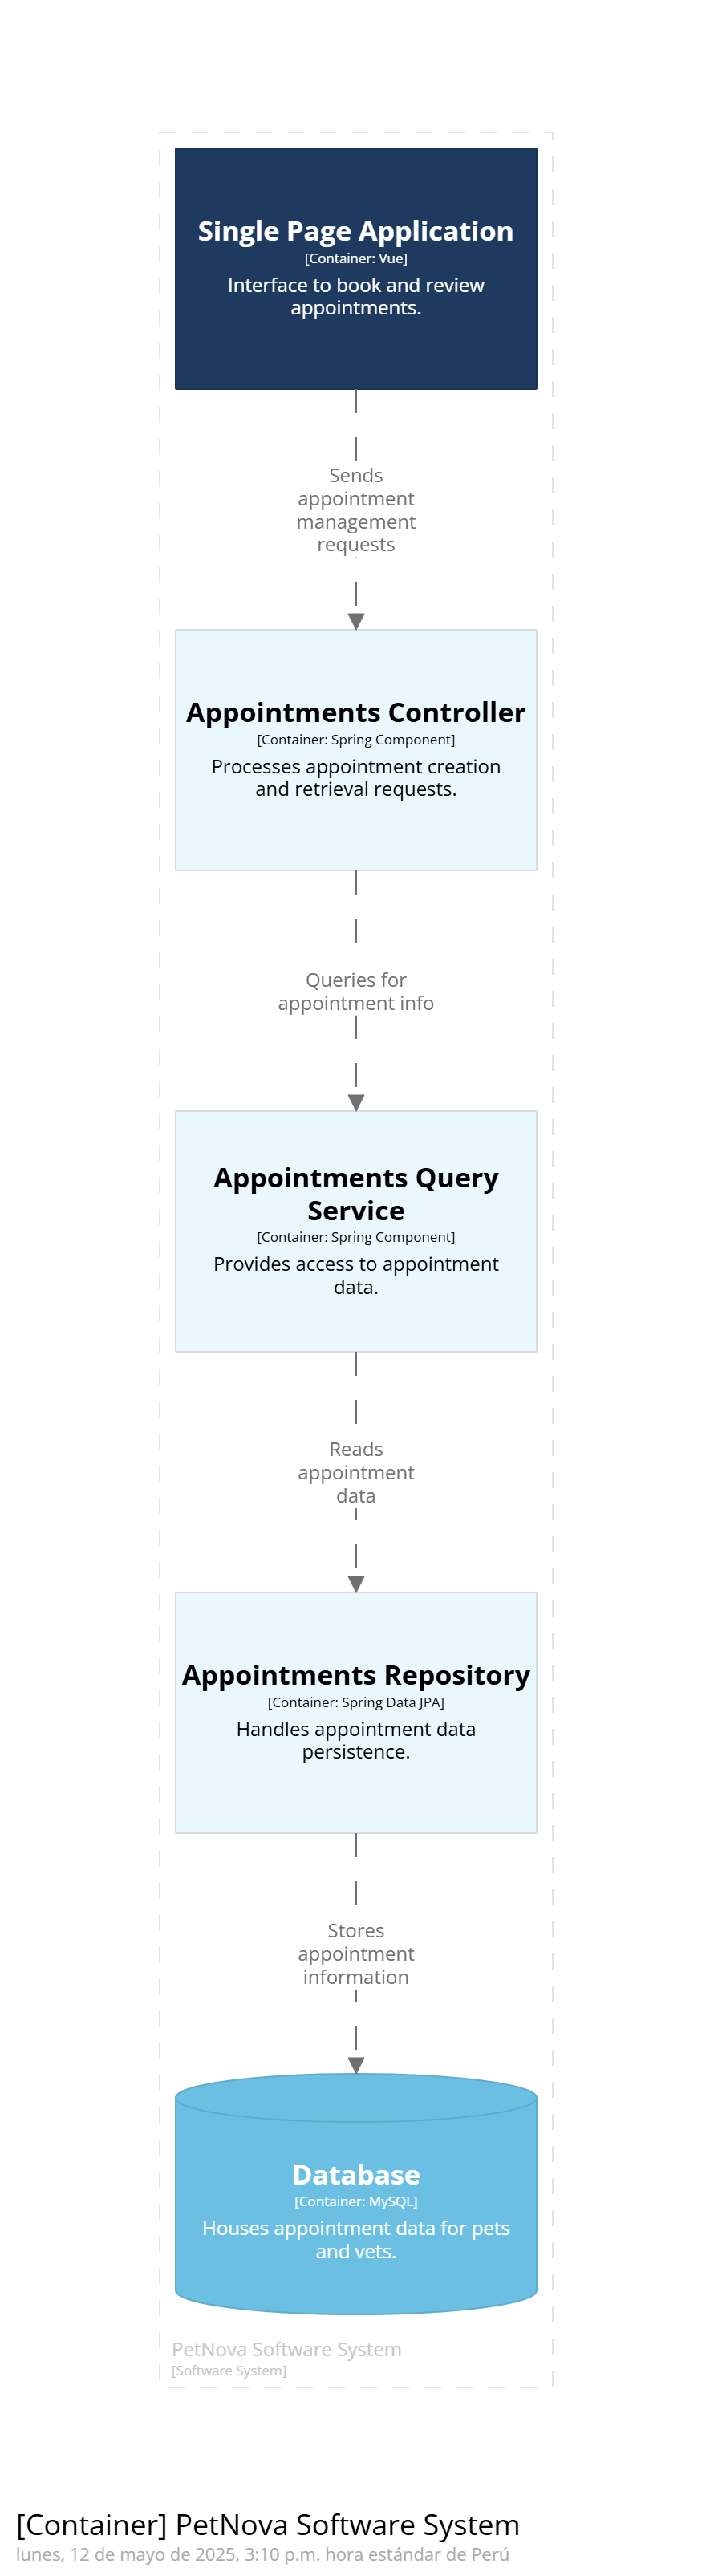 Single Page Application
[Container: Vue]
Interface to book and review
appointments.
Sends
appointment
management
requests
Appointments Controller
[Container: Spring Component]
Processes appointment creation
and retrieval requests.
Queries for
appointment info
Appointments Query
Service
[Container: Spring Component]
Provides access to appointment
data.
Reads
appointment
data
Appointments Repository
[Container: Spring Data JPA]
Handles appointment data
persistence.
Stores
appointment
information
Database
[Container: MySQL]
Houses appointment data for pets
and vets.
PetNova Software System
[Software System]
[Container] PetNova Software System
lunes, 12 de mayo de 2025, 3:10 p.m. hora estándar de Perú